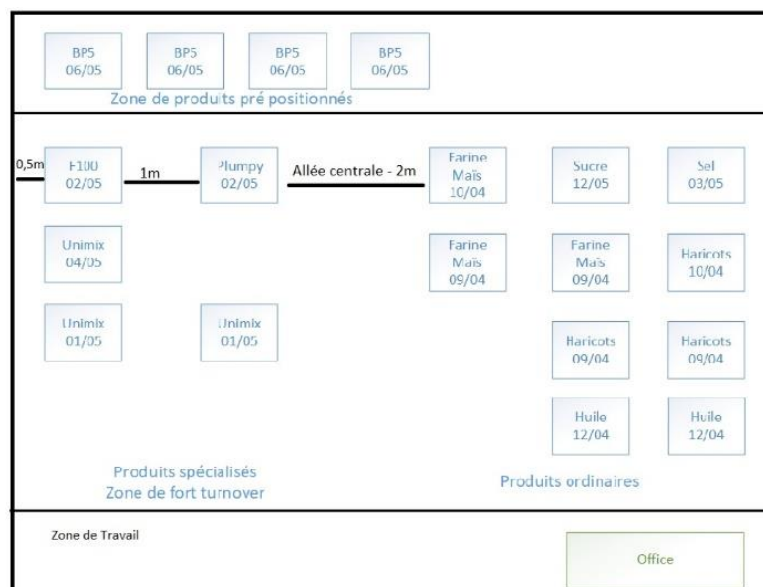 BP5
06/05
BP5
06/05
BP5
06/05
BP5
06/05
Zone de produits pré positionnés
0,5m
F100
02/05
1m
Plumpy
02/05
Allée centrale - 2m
Farine
Maïs
10/04
Sucre
12/05
Sel
03/05
Unimix
04/05
Farine
Maïs
09/04
Farine
Maïs
09/04
Haricots
10/04
Unimix
01/05
Unimix
01/05
Haricots
09/04
Haricots
09/04
Huile
12/04
Huile
12/04
Produits spécialisés
Zone de fort turnover
Produits ordinaires
Zone de Travail
Office